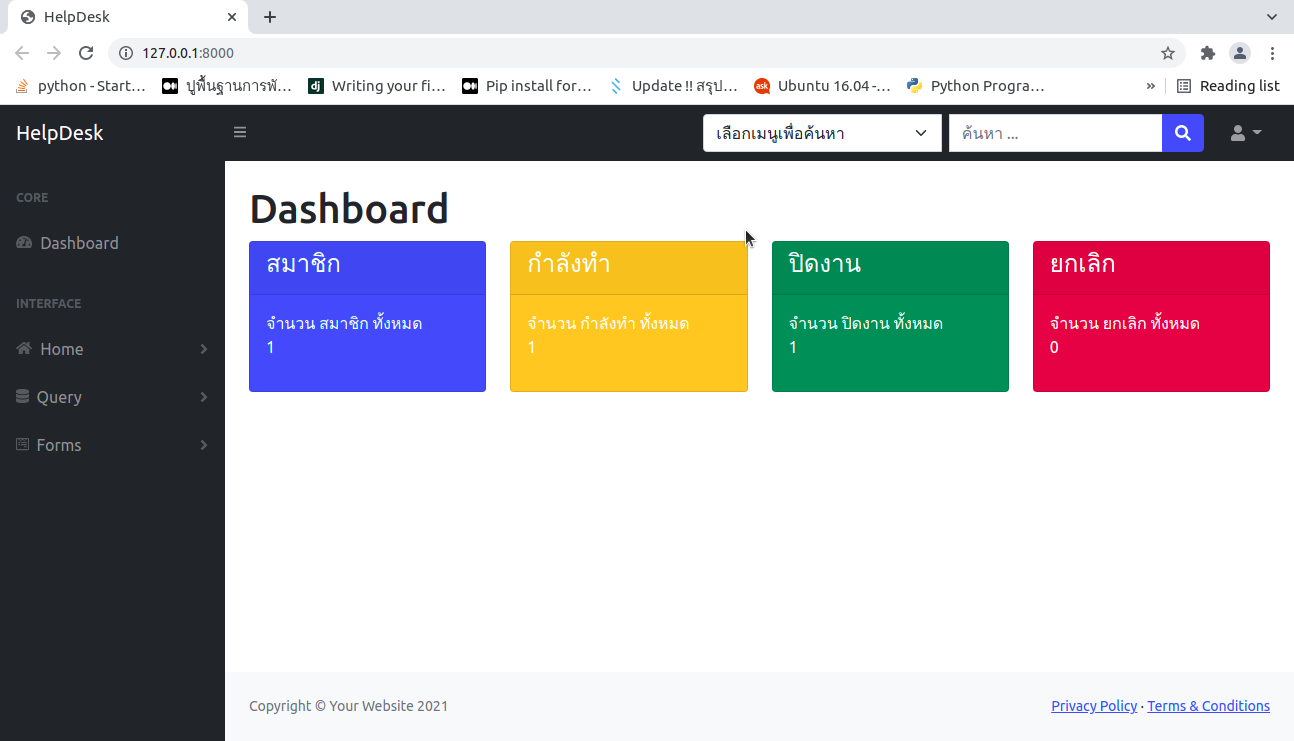 HelpDesk
127.0.0.1:8000
python - Start…
ปูพื้นฐานการพั…
dj
Writing your fi…
Pip install for…
Update !! สรุป…
ask
Ubuntu 16.04 -…
Python Progra…
»
Reading list
HelpDesk
เลือกเมนูเพื่อค้นหา
ค้นหา ...
CORE
Dashboard
INTERFACE
Home
Query
Forms
Dashboard
สมาชิก
จำนวน สมาชิก ทั้งหมด
1
กำลังทำ
จำนวน กำลังทำ ทั้งหมด
1
ปิดงาน
จำนวน ปิดงาน ทั้งหมด
1
ยกเลิก
จำนวน ยกเลิก ทั้งหมด
0
Copyright © Your Website 2021
Privacy Policy · Terms & Conditions